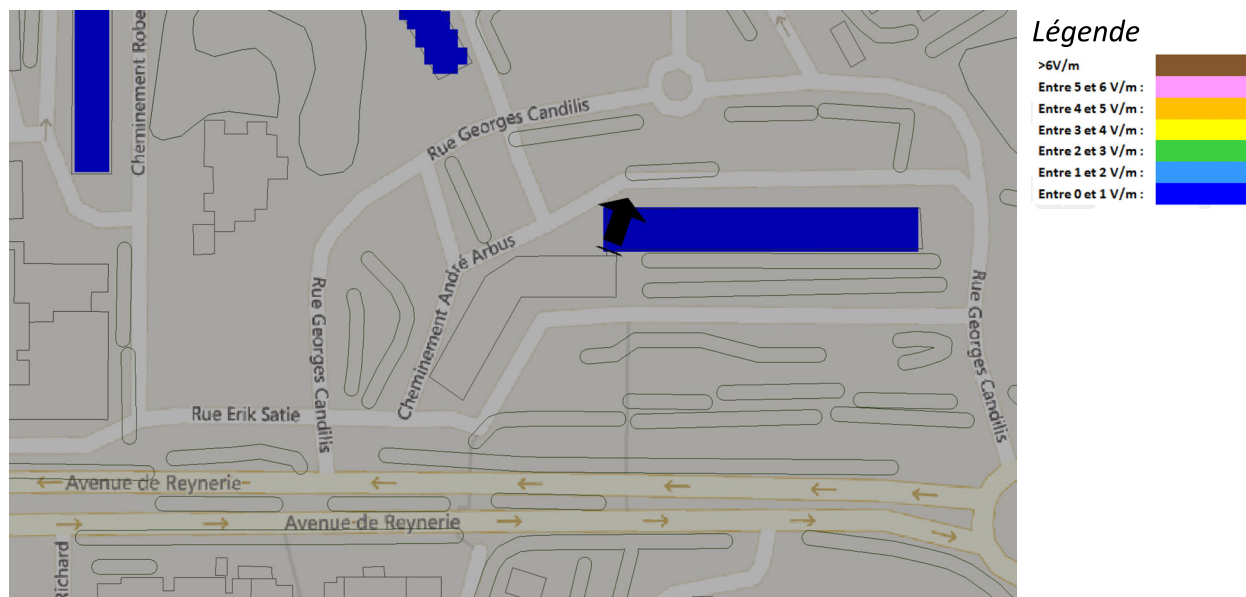 Légende
>6V/m
Entre 5 et 6 V/m :
Entre 4 et 5 V/m :
Entre 3 et 4 V/m :
Entre 2 et 3 V/m :
Entre 1 et 2 V/m :
Entre 0 et 1 V/m :
Cheminement Robe
Rue Georges Candilis
Cheminement André Arbus
Rue Georges Candilis
Rue Georges Candilis
Rue Erik Satie
Avenue de Reynerie
Avenue de Reynerie
Richard